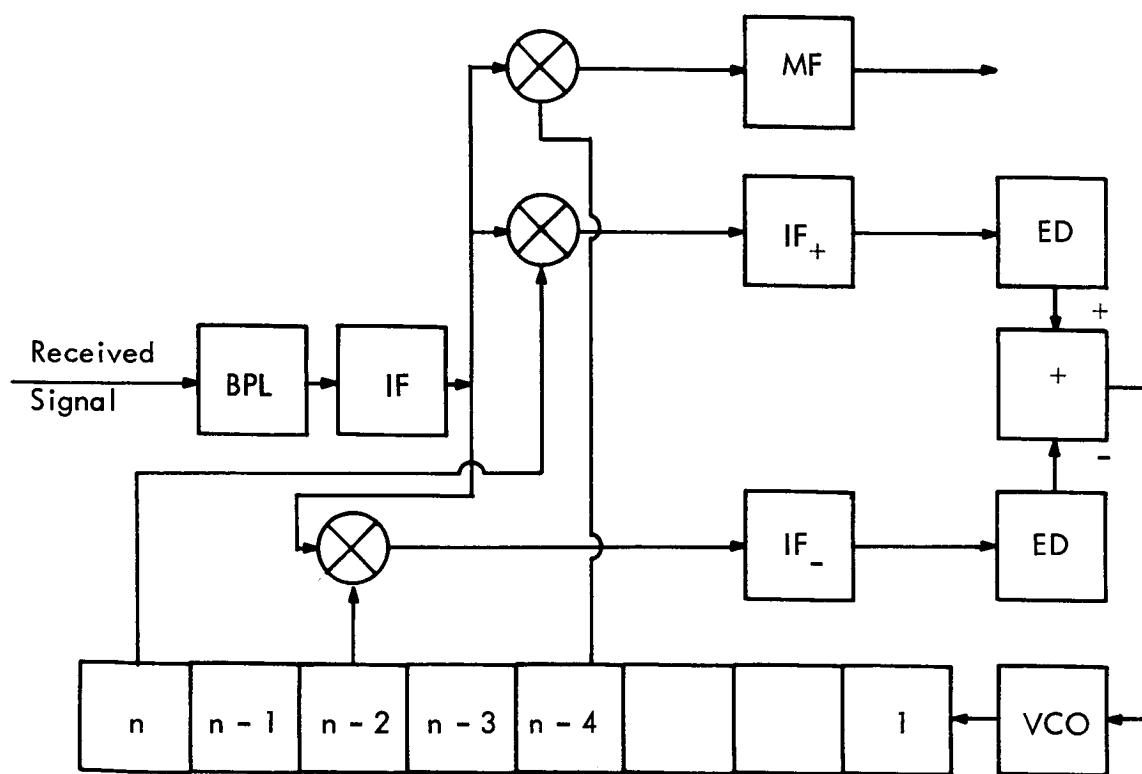 MF
IF+
ED
+
Received
Signal
BPL
IF
+
-
IF-
ED
n
n - 1
n - 2
n - 3
n - 4
1
VCO